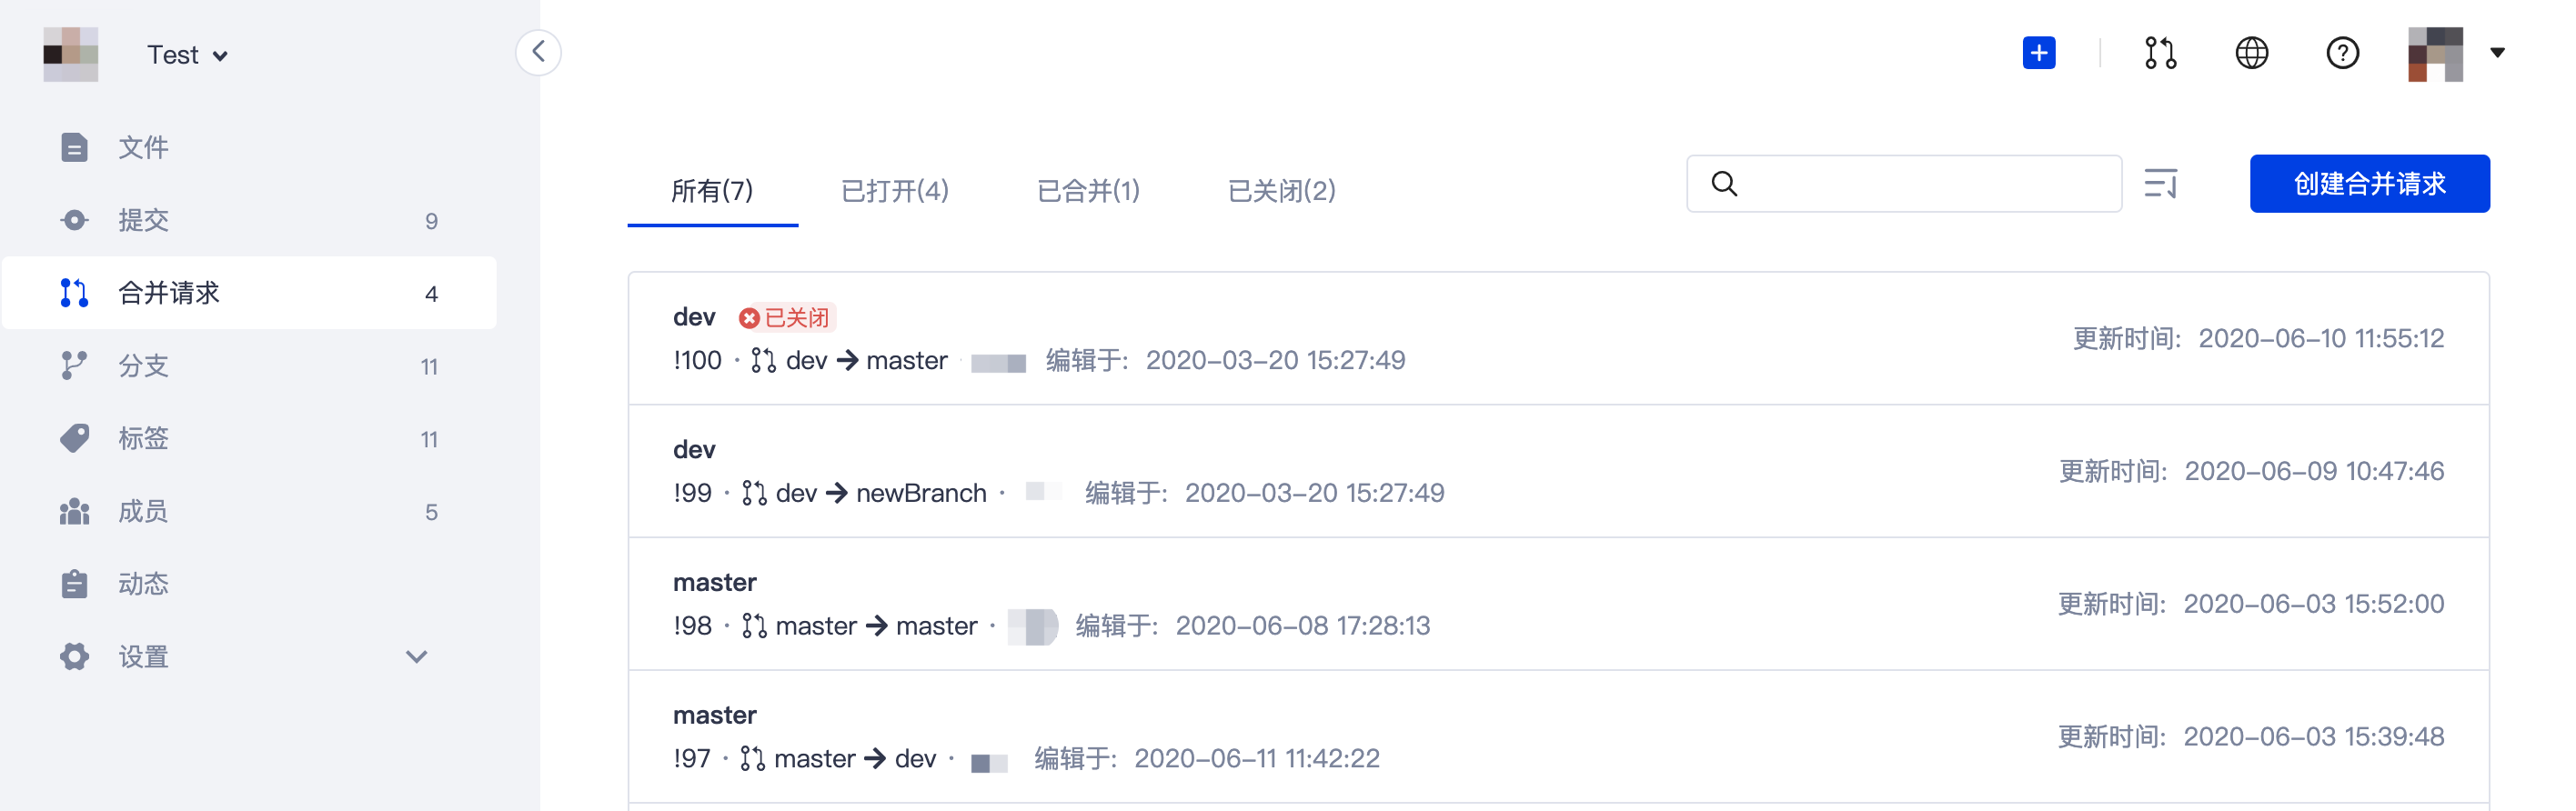 Test
文件
提交 9
合并请求 4
分支 11
标签 11
成员 5
动态
设置
所有(7) 已打开(4) 已合并(1) 已关闭(2)
创建合并请求
dev 已关闭
!100 · dev → master · 编辑于: 2020-03-20 15:27:49
更新时间: 2020-06-10 11:55:12
dev
!99 · dev → newBranch · 编辑于: 2020-03-20 15:27:49
更新时间: 2020-06-09 10:47:46
master
!98 · master → master · 编辑于: 2020-06-08 17:28:13
更新时间: 2020-06-03 15:52:00
master
!97 · master → dev · 编辑于: 2020-06-11 11:42:22
更新时间: 2020-06-03 15:39:48